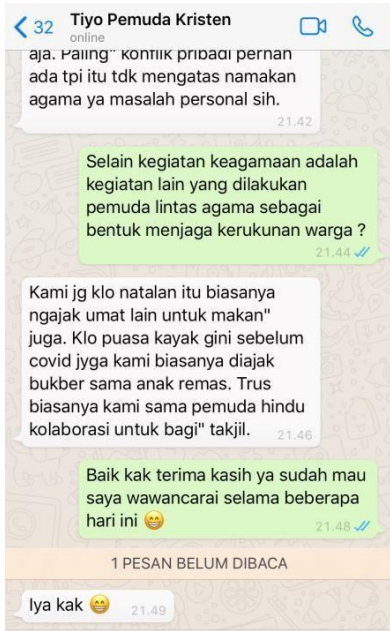 32 Tiyo Pemuda Kristen
online
aja. Paling" konflik pribadi pernah
ada tpi itu tdk mengatas namakan
agama ya masalah personal sih.
21.42
Selain kegiatan keagamaan adalah
kegiatan lain yang dilakukan
pemuda lintas agama sebagai
bentuk menjaga kerukunan warga ?
21.44
Kami jg klo natalan itu biasanya
ngajak umat lain untuk makan"
juga. Klo puasa kayak gini sebelum
covid jyga kami biasanya diajak
bukber sama anak remas. Trus
biasanya kami sama pemuda hindu
kolaborasi untuk bagi" takjil.
21.46
Baik kak terima kasih ya sudah mau
saya wawancarai selama beberapa
hari ini 😁
21.48
1 PESAN BELUM DIBACA
Iya kak 😄
21.49